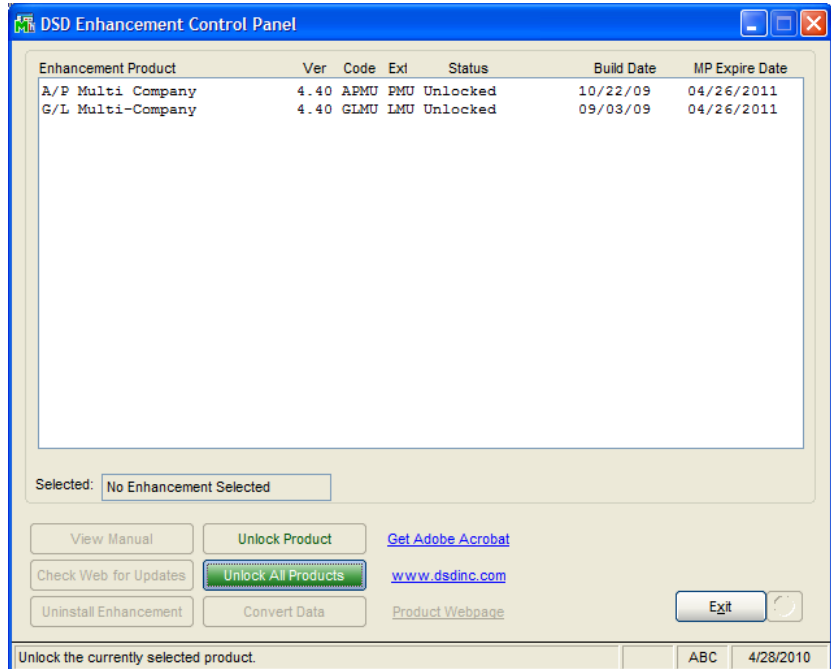 DSD Enhancement Control Panel
Enhancement Product Ver Code Ext Status Build Date MP Expire Date
A/P Multi Company 4.40 APMU PMU Unlocked 10/22/09 04/26/2011
G/L Multi-Company 4.40 GLMU LMU Unlocked 09/03/09 04/26/2011
Selected: No Enhancement Selected
View Manual Unlock Product Get Adobe Acrobat
Check Web for Updates Unlock All Products www.dsdinc.com
Uninstall Enhancement Convert Data Product Webpage Exit
Unlock the currently selected product. ABC 4/28/2010